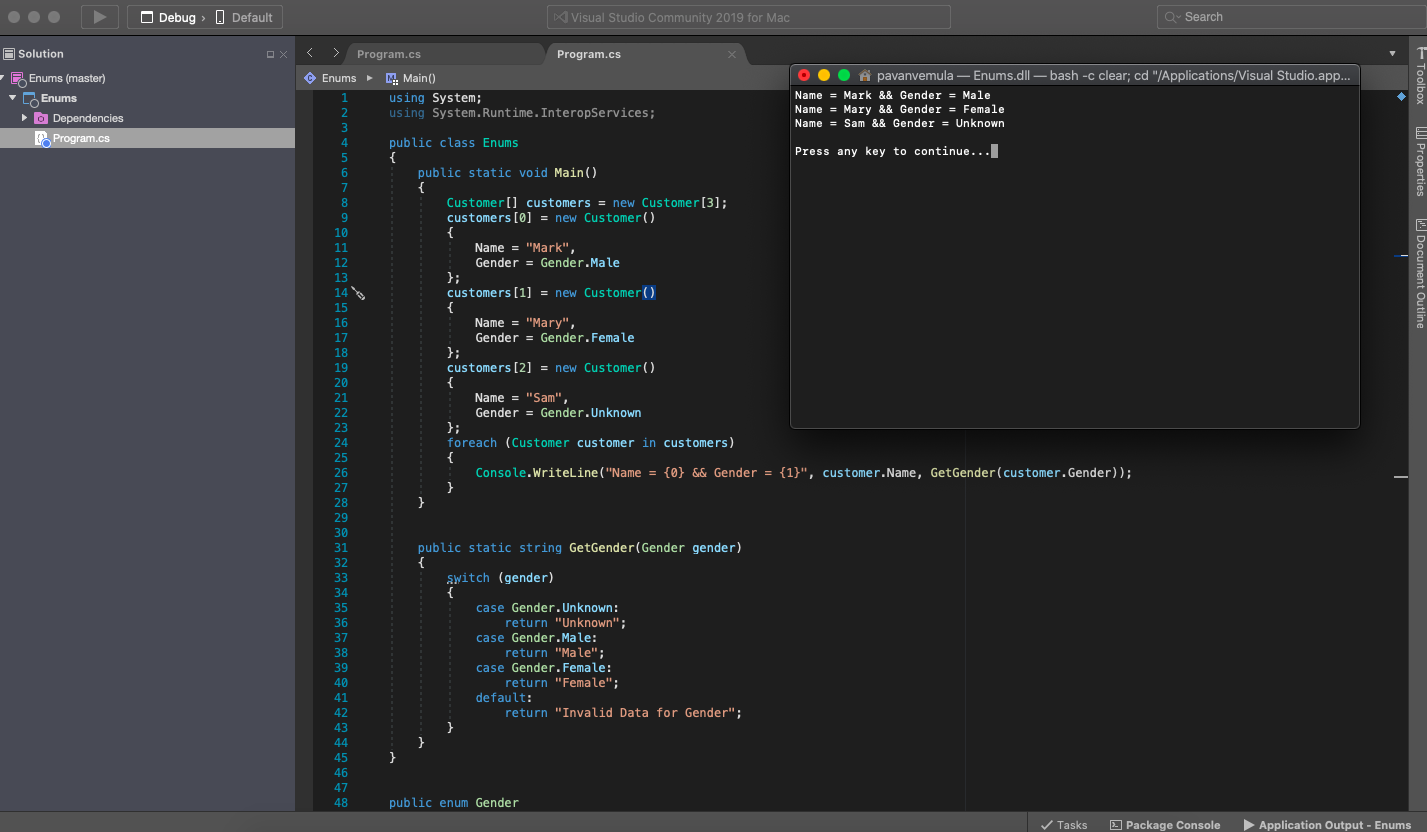 Debug › Default
Visual Studio Community 2019 for Mac
Search
Solution
Enums (master)
Enums
Dependencies
Program.cs
Program.cs
Program.cs
Enums
Main()
1 using System;
2 using System.Runtime.InteropServices;
3
4 public class Enums
5 {
6 public static void Main()
7 {
8 Customer[] customers = new Customer[3];
9 customers[0] = new Customer()
10 {
11 Name = "Mark",
12 Gender = Gender.Male
13 };
14 customers[1] = new Customer()
15 {
16 Name = "Mary",
17 Gender = Gender.Female
18 };
19 customers[2] = new Customer()
20 {
21 Name = "Sam",
22 Gender = Gender.Unknown
23 };
24 foreach (Customer customer in customers)
25 {
26 Console.WriteLine("Name = {0} && Gender = {1}", customer.Name, GetGender(customer.Gender));
27 }
28 }
29
30
31 public static string GetGender(Gender gender)
32 {
33 switch (gender)
34 {
35 case Gender.Unknown:
36 return "Unknown";
37 case Gender.Male:
38 return "Male";
39 case Gender.Female:
40 return "Female";
41 default:
42 return "Invalid Data for Gender";
43 }
44 }
45 }
46
47
48 public enum Gender
pavanvemula — Enums.dll — bash -c clear; cd "/Applications/Visual Studio.app...
Name = Mark && Gender = Male
Name = Mary && Gender = Female
Name = Sam && Gender = Unknown
Press any key to continue...
Toolbox
Properties
Document Outline
Tasks
Package Console
Application Output - Enums